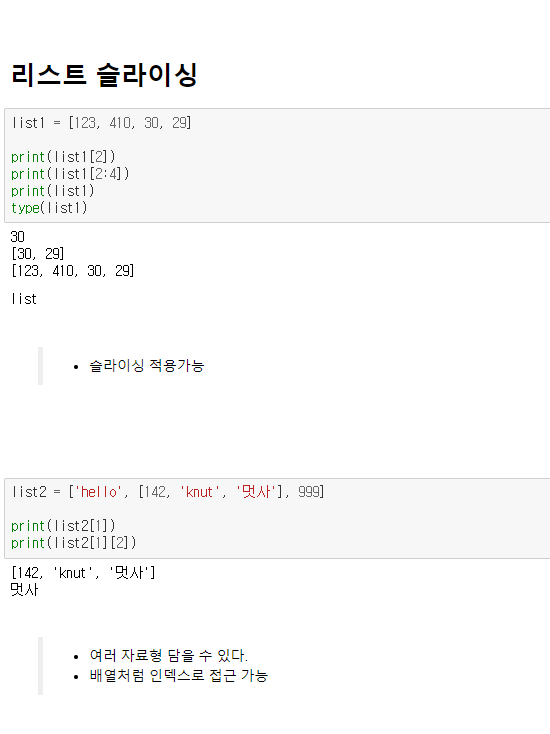 리스트 슬라이싱
list1 = [123, 410, 30, 29]
print(list1[2])
print(list1[2:4])
print(list1)
type(list1)
30
[30, 29]
[123, 410, 30, 29]
list
• 슬라이싱 적용가능
list2 = ['hello', [142, 'knut', '멋사'], 999]
print(list2[1])
print(list2[1][2])
[142, 'knut', '멋사']
멋사
• 여러 자료형 담을 수 있다.
• 배열처럼 인덱스로 접근 가능